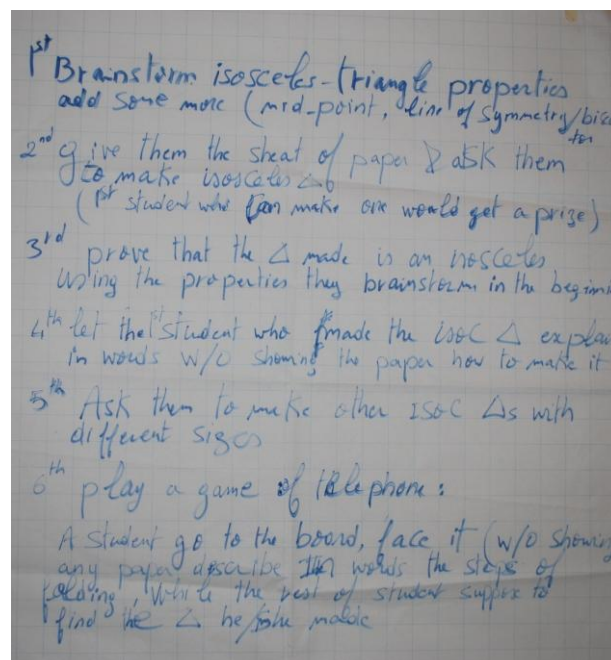 1st Brainstorm isosceles-triangle properties
add some more (mid-point, line of symmetry/bisc
tor
2nd give them the sheat of paper & ask them
to make isosceles △
(1st student who can make one would get a prize)
3rd prove that the △ made is an isosceles
using the properties they brainstorm in the beginn
4th let the 1st student who made the isoc △ explai
in words w/o showing the paper how to make it
5th Ask them to make other ISOC △s with
different sizes
6th play a game of telephone:
A student go to the board, face it (w/o showing
any paper describe in words the steps of
folding, while the rest of student suppose to
find the △ he/she made